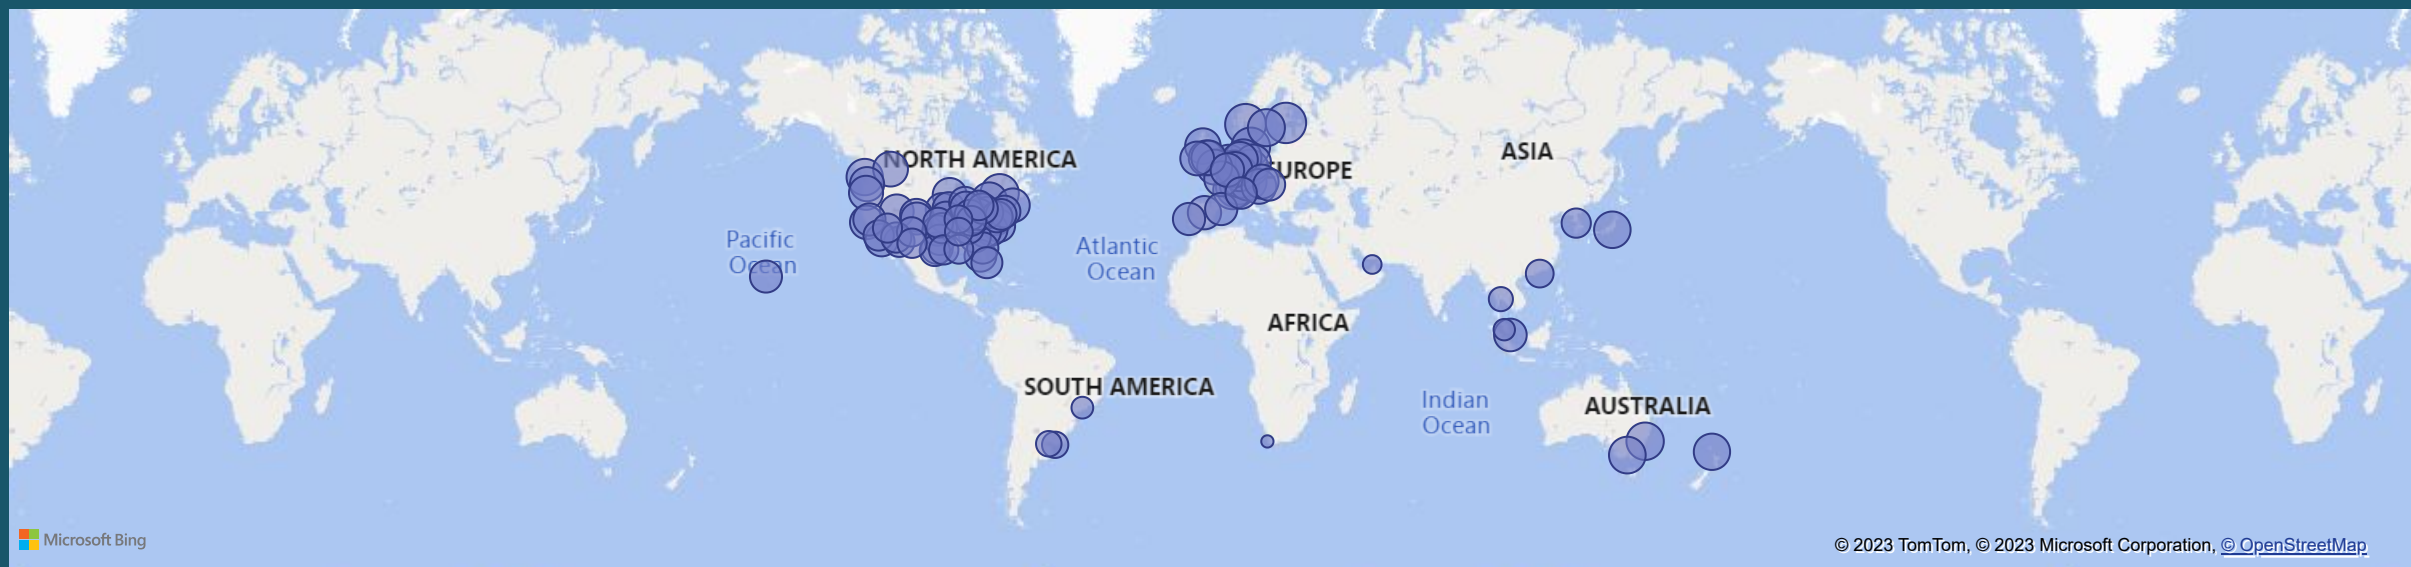 NORTH AMERICA
EUROPE
ASIA
Pacific
Ocean
Atlantic
Ocean
AFRICA
SOUTH AMERICA
Indian
Ocean
AUSTRALIA
Microsoft Bing
© 2023 TomTom, © 2023 Microsoft Corporation, © OpenStreetMap